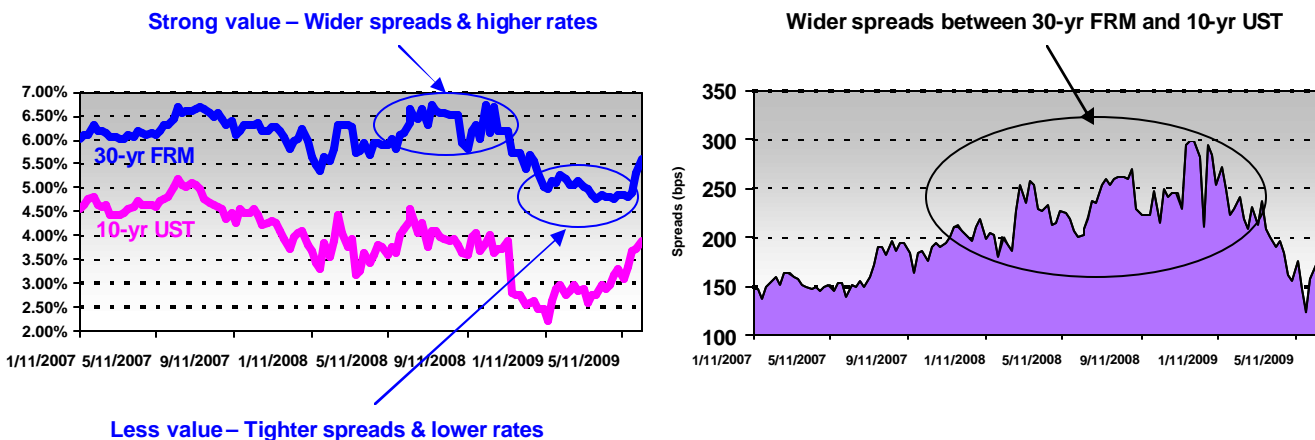 Strong value – Wider spreads & higher rates
7.00%
6.50%
6.00%
5.50%
5.00%
4.50%
4.00%
3.50%
3.00%
2.50%
2.00%
30-yr FRM
10-yr UST
1/11/2007 5/11/2007 9/11/2007 1/11/2008 5/11/2008 9/11/2008 1/11/2009 5/11/2009
Less value – Tighter spreads & lower rates
Wider spreads between 30-yr FRM and 10-yr UST
Spreads (bps)
350
300
250
200
150
100
1/11/2007 5/11/2007 9/11/2007 1/11/2008 5/11/2008 9/11/2008 1/11/2009 5/11/2009